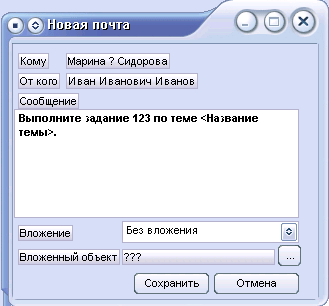 Новая почта
Кому Марина ? Сидорова
От кого Иван Иванович Иванов
Сообщение
Выполните задание 123 по теме <Название
темы>.
Вложение Без вложения
Вложенный объект ??? ...
Сохранить Отмена